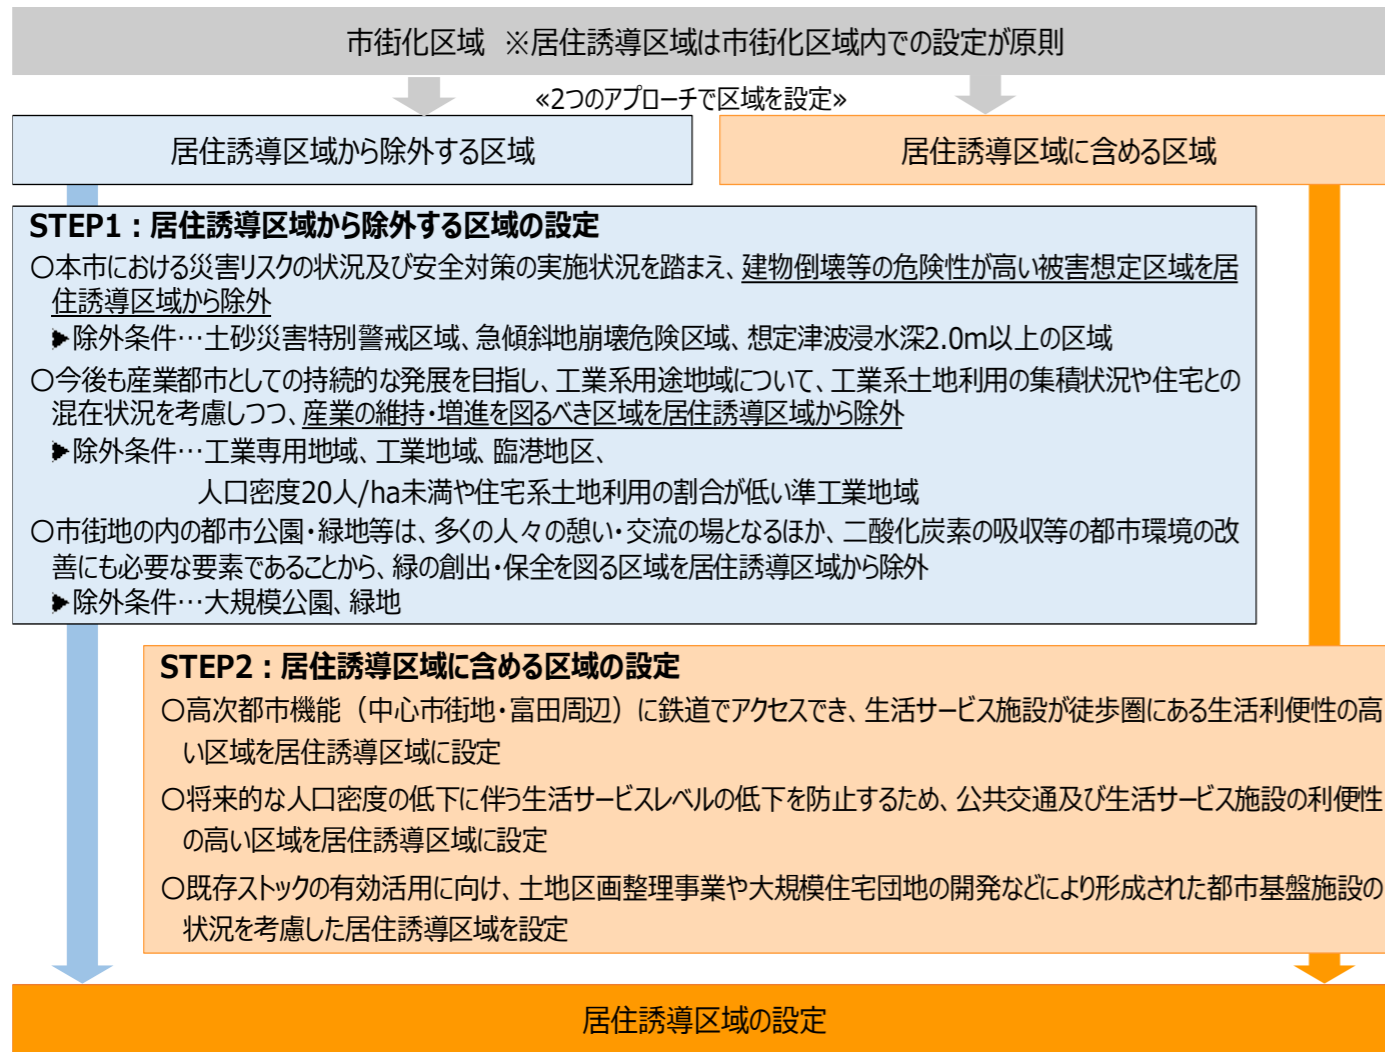 市街化区域 ※居住誘導区域は市街化区域内での設定が原則
≪2つのアプローチで区域を設定≫
居住誘導区域から除外する区域
居住誘導区域に含める区域
STEP1：居住誘導区域から除外する区域の設定
〇本市における災害リスクの状況及び安全対策の実施状況を踏まえ、建物倒壊等の危険性が高い被害想定区域を居
住誘導区域から除外
▶除外条件…土砂災害特別警戒区域、急傾斜地崩壊危険区域、想定津波浸水深2.0m以上の区域
〇今後も産業都市としての持続的な発展を目指し、工業系用途地域について、工業系土地利用の集積状況や住宅との
混在状況を考慮しつつ、産業の維持・増進を図るべき区域を居住誘導区域から除外
▶除外条件…工業専用地域、工業地域、臨港地区、
人口密度20人/ha未満や住宅系土地利用の割合が低い準工業地域
〇市街地の内の都市公園・緑地等は、多くの人々の憩い・交流の場となるほか、二酸化炭素の吸収等の都市環境の改
善にも必要な要素であることから、緑の創出・保全を図る区域を居住誘導区域から除外
▶除外条件…大規模公園、緑地
STEP2：居住誘導区域に含める区域の設定
〇高次都市機能（中心市街地・富田周辺）に鉄道でアクセスでき、生活サービス施設が徒歩圏にある生活利便性の高
い区域を居住誘導区域に設定
〇将来的な人口密度の低下に伴う生活サービスレベルの低下を防止するため、公共交通及び生活サービス施設の利便性
の高い区域を居住誘導区域に設定
〇既存ストックの有効活用に向け、土地区画整理事業や大規模住宅団地の開発などにより形成された都市基盤施設の
状況を考慮した居住誘導区域を設定
居住誘導区域の設定